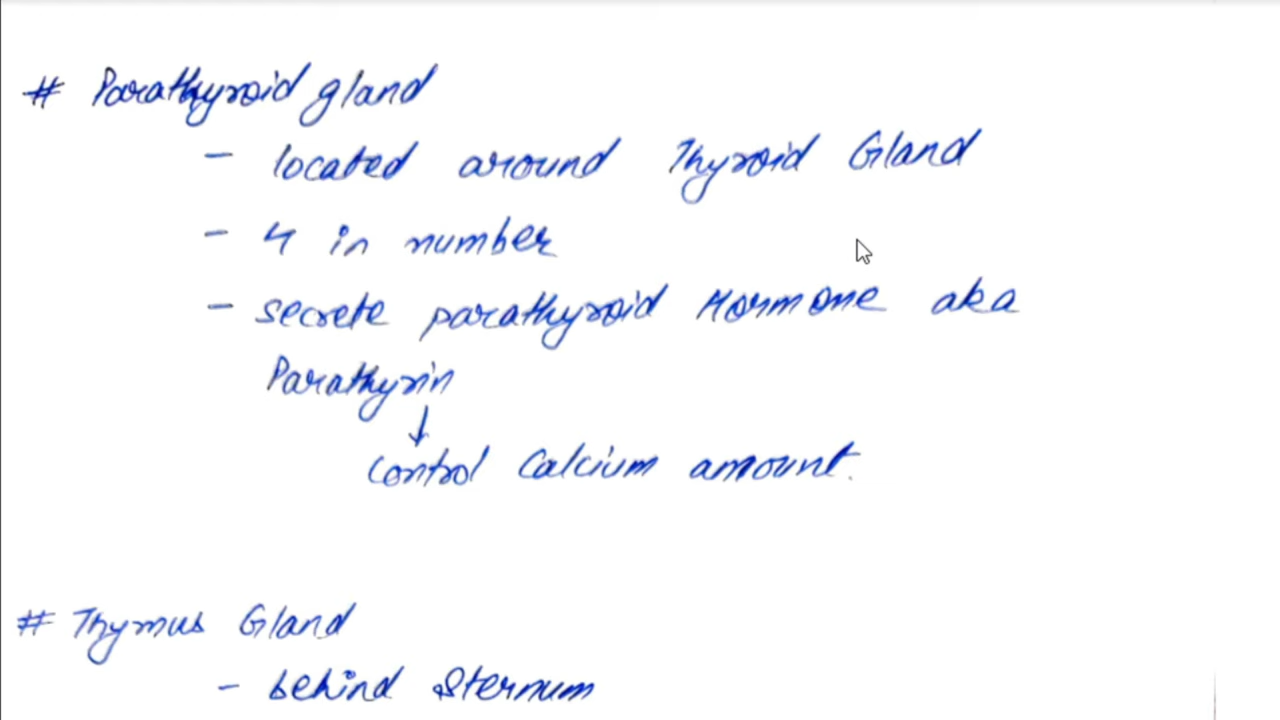 # Parathyroid gland
- located around Thyroid Gland
- 4 in number
- secrete parathyroid Hormone aka
Parathyrin
↓
Control Calcium amount.
# Thymus Gland
- behind Sternum